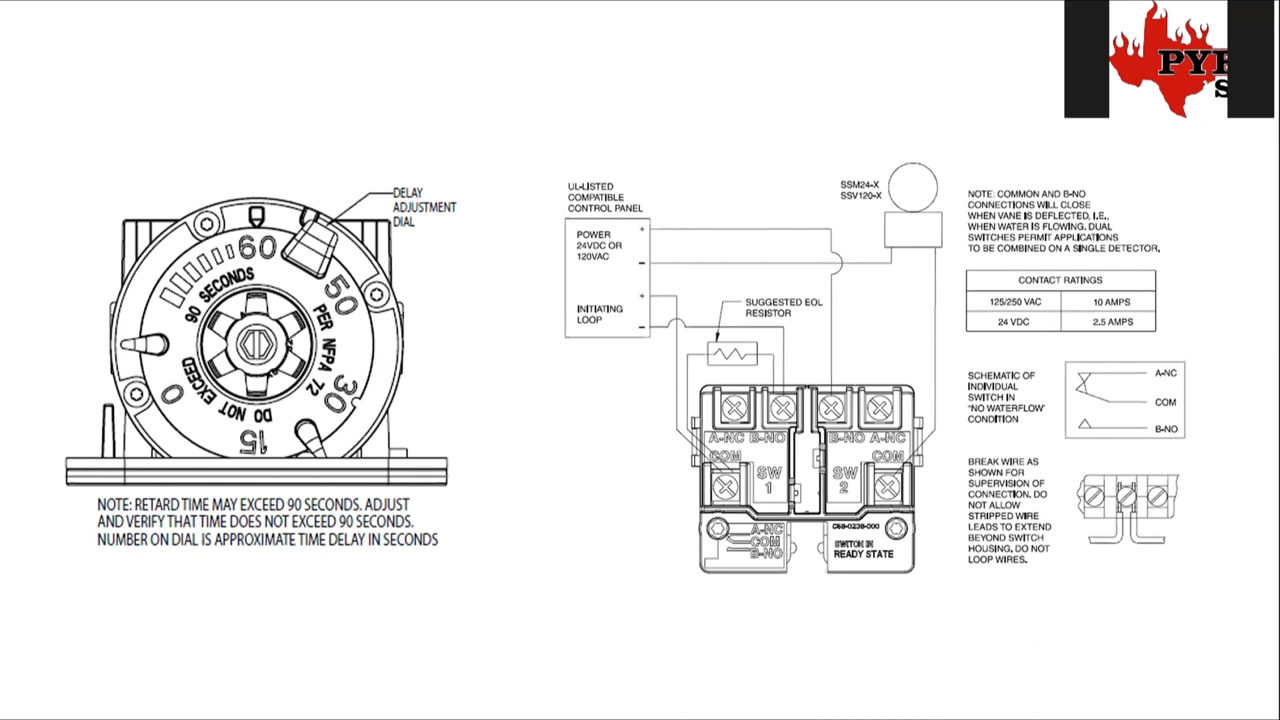 PYR
S
DELAY
ADJUSTMENT
DIAL
60
50
30
15
0
90 SECONDS
PER NFPA 72
DO NOT EXCEED
NOTE: RETARD TIME MAY EXCEED 90 SECONDS. ADJUST
AND VERIFY THAT TIME DOES NOT EXCEED 90 SECONDS.
NUMBER ON DIAL IS APPROXIMATE TIME DELAY IN SECONDS
UL-LISTED
COMPATIBLE
CONTROL PANEL
POWER
24VDC OR
120VAC
+
–
INITIATING
LOOP
+
–
SSM24-X
SSV120-X
SUGGESTED EOL
RESISTOR
A-NC B-NO
B-NO A-NC
COM
COM
SW
1
SW
2
A-NC
COM
B-NO
C58-0239-000
SWITCH IN
READY STATE
NOTE: COMMON AND B-NO
CONNECTIONS WILL CLOSE
WHEN VANE IS DEFLECTED, I.E.,
WHEN WATER IS FLOWING. DUAL
SWITCHES PERMIT APPLICATIONS
TO BE COMBINED ON A SINGLE DETECTOR.
CONTACT RATINGS
125/250 VAC 10 AMPS
24 VDC 2.5 AMPS
SCHEMATIC OF
INDIVIDUAL
SWITCH IN
"NO WATERFLOW"
CONDITION
A-NC
COM
B-NO
BREAK WIRE AS
SHOWN FOR
SUPERVISION OF
CONNECTION. DO
NOT ALLOW
STRIPPED WIRE
LEADS TO EXTEND
BEYOND SWITCH
HOUSING. DO NOT
LOOP WIRES.